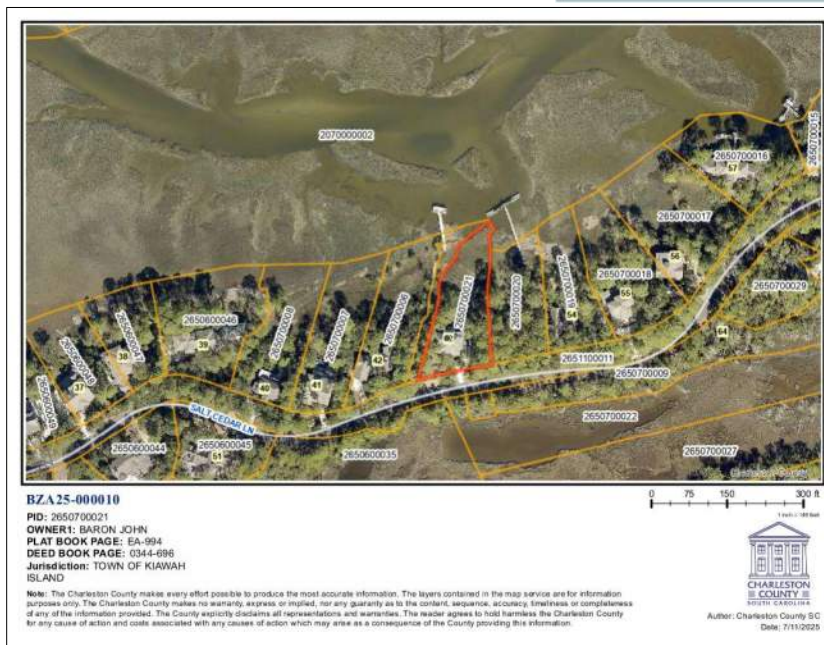 2070000002
2650700015
2650700016
57
2650700017
56
2650700018
55
2650700029
64
2650700019
54
2650700020
2650700021
2651100011
2650700009
2650700022
2650700027
2650700006
42
2650700007
41
2650700008
40
2650600046
39
2650600047
38
2650600048
37
2650600049
SALT CEDAR LN
2650600044
2650600045
51
2650600035
Charleston County
BZA25-000010
PID: 2650700021
OWNER1: BARON JOHN
PLAT BOOK PAGE: EA-994
DEED BOOK PAGE: 0344-696
Jurisdiction: TOWN OF KIAWAH
ISLAND
0 75 150 300 ft
CHARLESTON
COUNTY
SOUTH CAROLINA
Note: The Charleston County makes every effort possible to produce the most accurate information. The layers contained in the map service are for information
purposes only. The Charleston County makes no warranty, express or implied, nor any guaranty as to the content, sequence, accuracy, timeliness or completeness
of any of the information provided. The County explicitly disclaims all representations and warranties. The reader agrees to hold harmless the Charleston County
for any cause of action and costs associated with any causes of action which may arise as a consequence of the County providing this information.
Author: Charleston County SC
Date: 7/11/2025